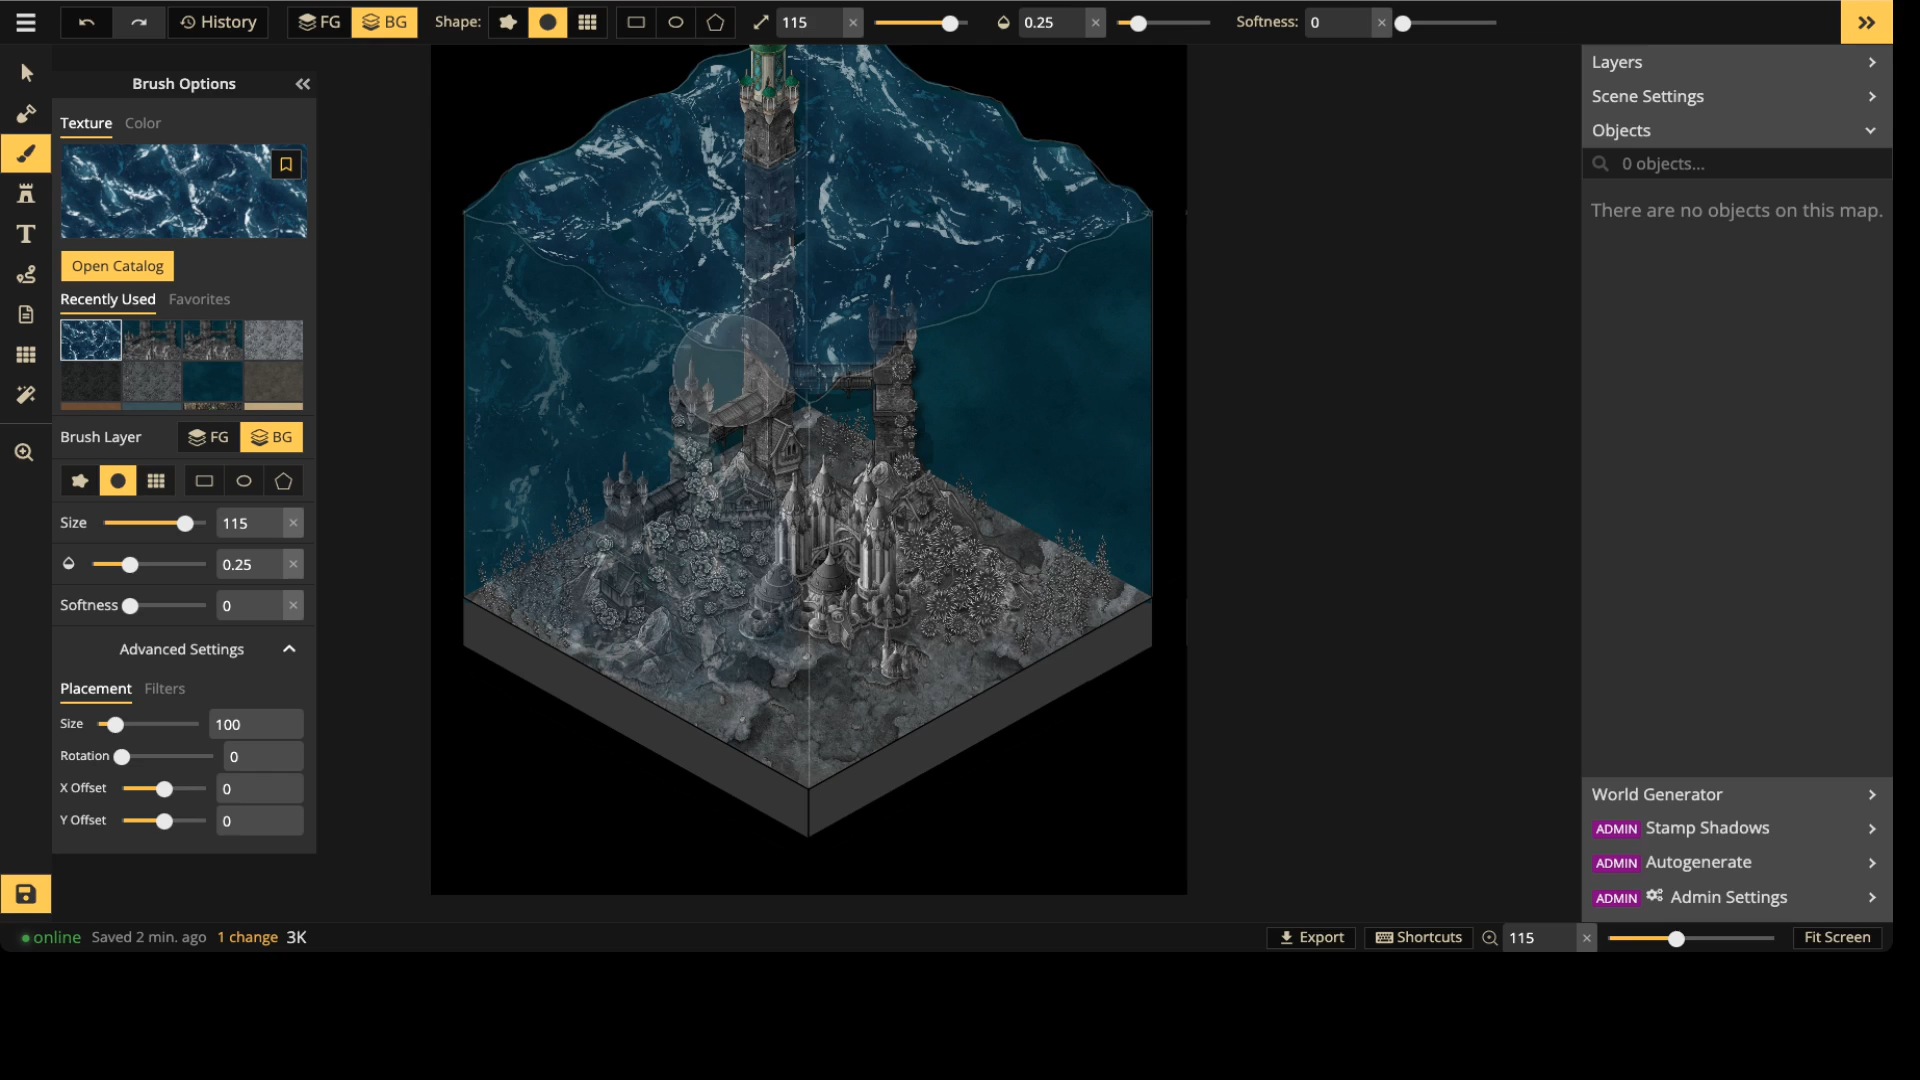 History
FG
BG
Shape:
115
0.25
Softness:
0
Brush Options
Texture
Color
Open Catalog
Recently Used
Favorites
Brush Layer
FG
BG
Size
115
0.25
Softness
0
Advanced Settings
Placement
Filters
Size
100
Rotation
0
X Offset
0
Y Offset
0
Layers
Scene Settings
Objects
0 objects...
There are no objects on this map.
World Generator
ADMIN Stamp Shadows
ADMIN Autogenerate
ADMIN Admin Settings
online Saved 2 min. ago 1 change 3K
Export
Shortcuts
115
Fit Screen